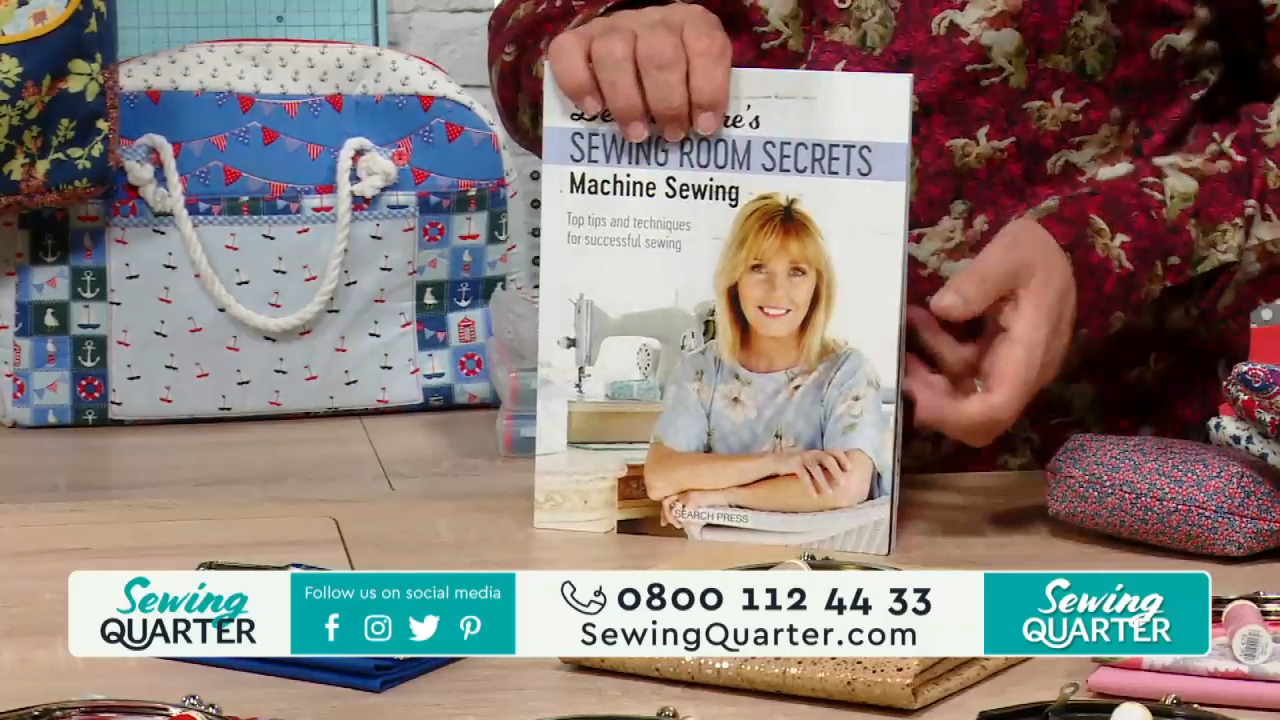 SEWING ROOM SECRETS
Machine Sewing
Top tips and techniques
for successful sewing
SEARCH PRESS
Sewing
QUARTER
Follow us on social media
0800 112 44 33
SewingQuarter.com
Sewing
QUARTER